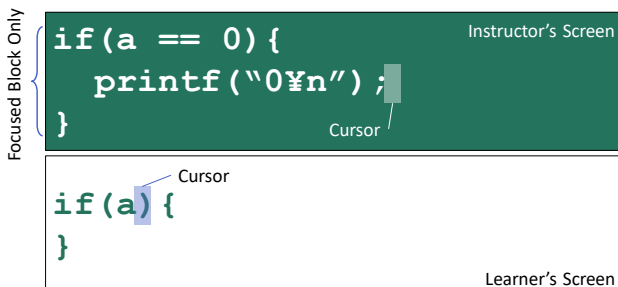 Focused Block Only
if(a == 0){
Instructor’s Screen
printf(“0¥n”);
}
Cursor
Cursor
if(a){
}
Learner’s Screen